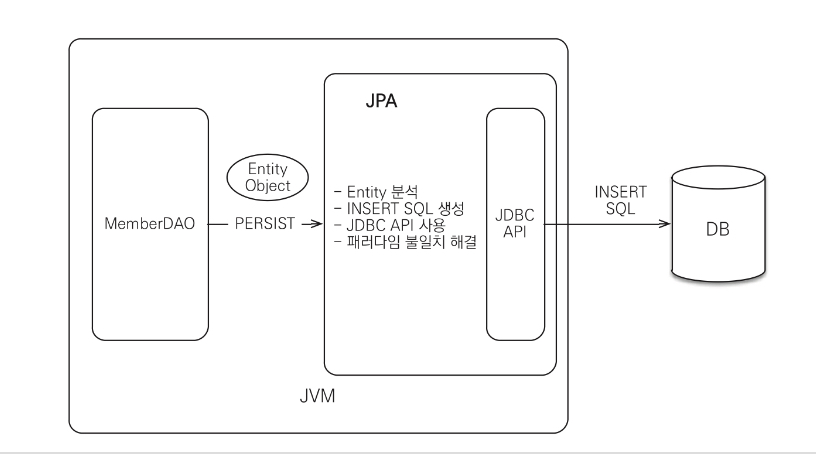 JPA
Entity
Object
MemberDAO
PERSIST
- Entity 분석
- INSERT SQL 생성
- JDBC API 사용
- 패러다임 불일치 해결
JDBC
API
INSERT
SQL
DB
JVM